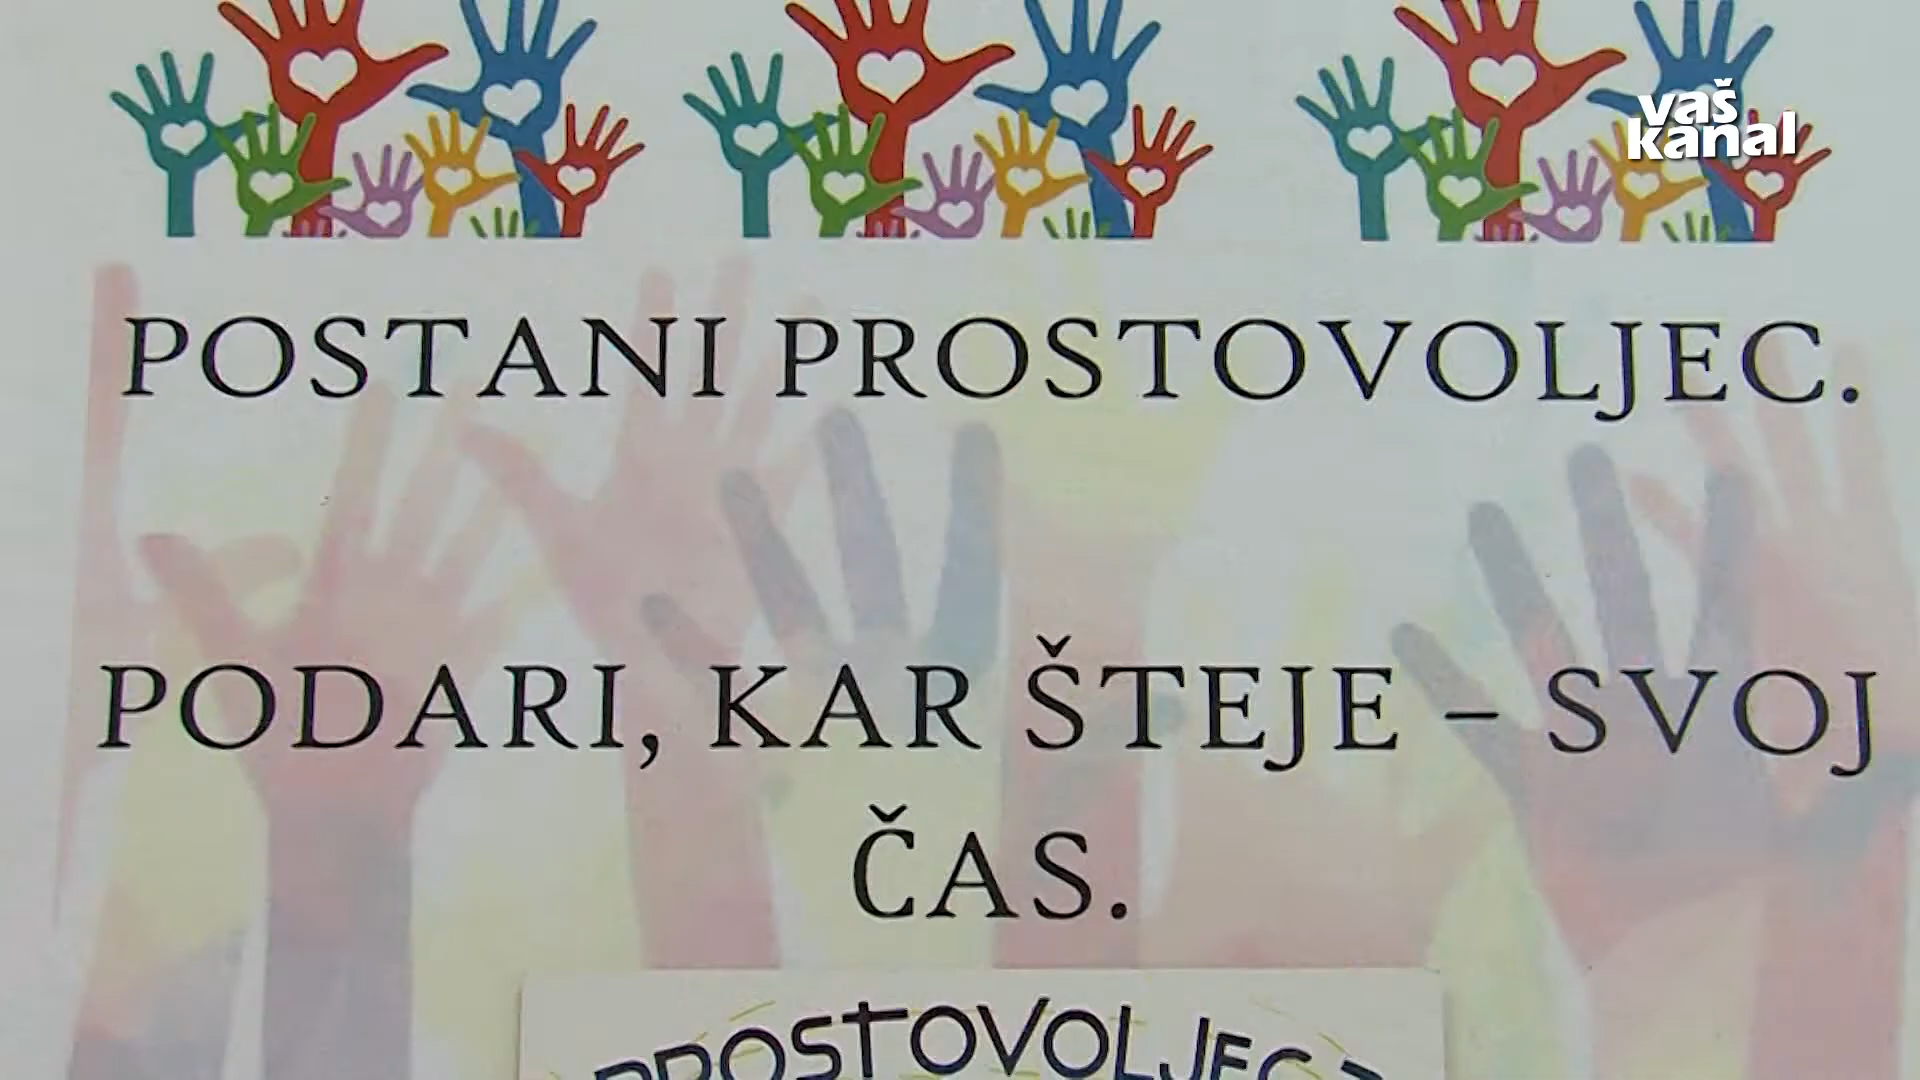 vaš
kanal
POSTANI PROSTOVOLJEC.
PODARI, KAR ŠTEJE – SVOJ
ČAS.